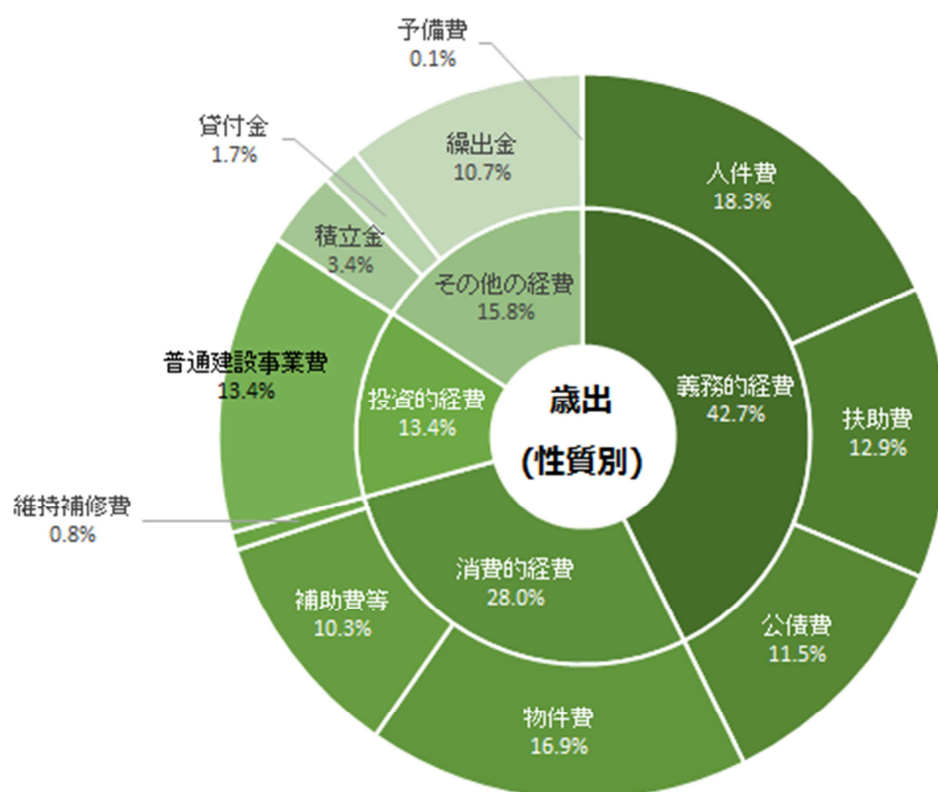 予備費
0.1%
貸付金
1.7%
繰出金
10.7%
人件費
18.3%
積立金
3.4%
その他の経費
15.8%
普通建設事業費
13.4%
投資的経費
13.4%
歳出
(性質別)
義務的経費
42.7%
扶助費
12.9%
維持補修費
0.8%
消費的経費
28.0%
補助費等
10.3%
公債費
11.5%
物件費
16.9%